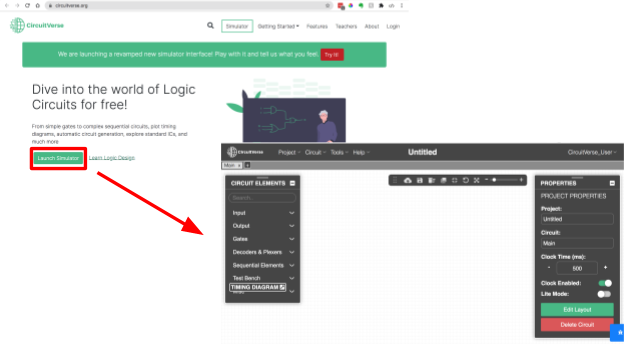 circuitverse.org
CircuitVerse
Simulator
Getting Started
Features
Teachers
About
Login
We are launching a revamped new simulator interface! Play with it and tell us what you feel.
Try it!
Dive into the world of Logic
Circuits for free!
From simple gates to complex sequential circuits, plot timing
diagrams, automatic circuit generation, explore standard ICs, and
much more
Launch Simulator
Learn Logic Design
CircuitVerse
Project
Circuit
Tools
Help
Untitled
CircuitVerse_User
Main x
+
CIRCUIT ELEMENTS
Search...
Input
Output
Gates
Decoders & Plexers
Sequential Elements
Test Bench
TIMING DIAGRAM
PROPERTIES
PROJECT PROPERTIES
Project:
Untitled
Circuit:
Main
Clock Time (ms):
- 500 +
Clock Enabled:
Lite Mode:
Edit Layout
Delete Circuit